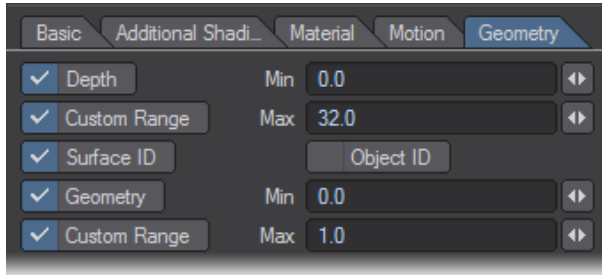 Basic Additional Shadi... Material Motion Geometry
Depth Min 0.0
Custom Range Max 32.0
Surface ID Object ID
Geometry Min 0.0
Custom Range Max 1.0